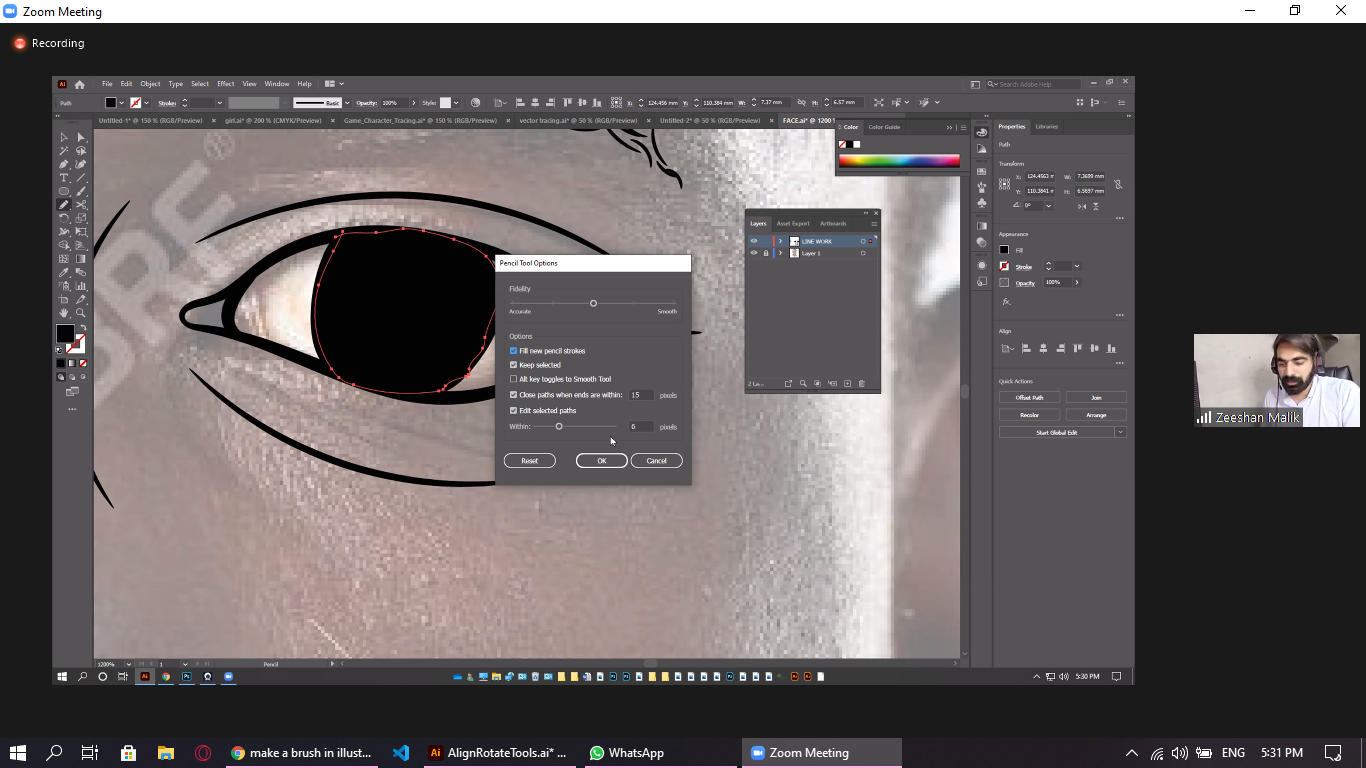 Zoom Meeting
Recording
Ai File Edit Object Type Select Effect View Window Help Search Adobe Help
Path Stroke: Basic Opacity: 100% Style: X: 124.456 mm Y: 110.384 mm W: 7.37 mm H: 6.57 mm
Untitled-1* @ 150 % (RGB/Preview) × girl.ai* @ 200 % (CMYK/Preview) × Game_Character_Tracing.ai* @ 150 % (RGB/Preview) × vector tracing.ai* @ 50 % (RGB/Preview) × Untitled-2* @ 50 % (RGB/Preview) × FACE.ai* @ 1200
Color Color Guide
Properties Libraries
Path
Transform
X: 124.4563 m W: 7.3699 mm
Y: 110.3841 m H: 6.5697 mm
0°
Appearance
Fill
Stroke
Opacity 100%
fx.
Align
Quick Actions
Offset Path Join
Recolor Arrange
Start Global Edit
Layers Asset Export Artboards
LINE WORK
Layer 1
2 La...
Pencil Tool Options
Fidelity
Accurate Smooth
Options
Fill new pencil strokes
Keep selected
Alt key toggles to Smooth Tool
Close paths when ends are within: 15 pixels
Edit selected paths
Within: 6 pixels
Reset OK Cancel
Zeeshan Malik
1200% 1 Pencil
5:30 PM
make a brush in illust... AlignRotateTools.ai* ... WhatsApp Zoom Meeting ENG 5:31 PM